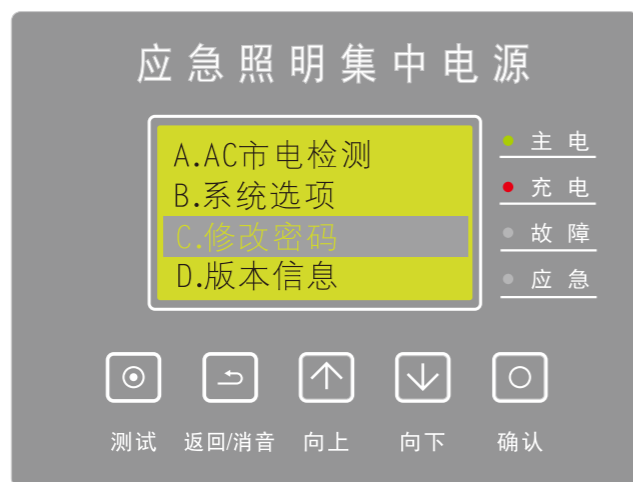 应急照明集中电源
A.AC市电检测
B.系统选项
C.修改密码
D.版本信息
主电
充电
故障
应急
测试 返回/消音 向上 向下 确认